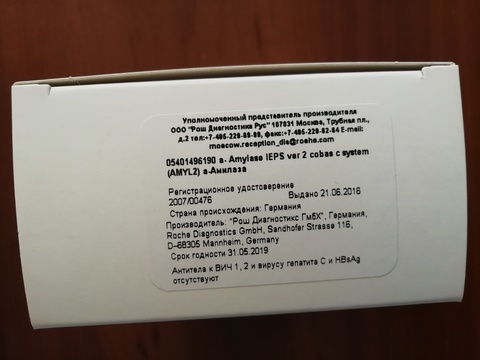 Уполномоченный представитель производителя
ООО "Рош Диагностика Рус" 107031 Москва, Трубная пл.,
д.2 тел:+7-495-229-69-99, факс:+7-495-229-62-64 E-mail:
moscow.reception_dia@roche.com
05401496190 a- Amylase IEPS ver 2 cobas c system
(AMYL2) а-Амилаза
Регистрационное удостоверение
2007/00476 Выдано 21.06.2016
Страна происхождения: Германия
Производитель: "Рош Диагностикс ГмбХ", Германия,
Roche Diagnostics GmbH, Sandhofer Strasse 116,
D-68305 Mannheim, Germany
Срок годности 31.05.2019
Антитела к ВИЧ 1, 2 и вирусу гепатита С и HBsAg
отсутствуют